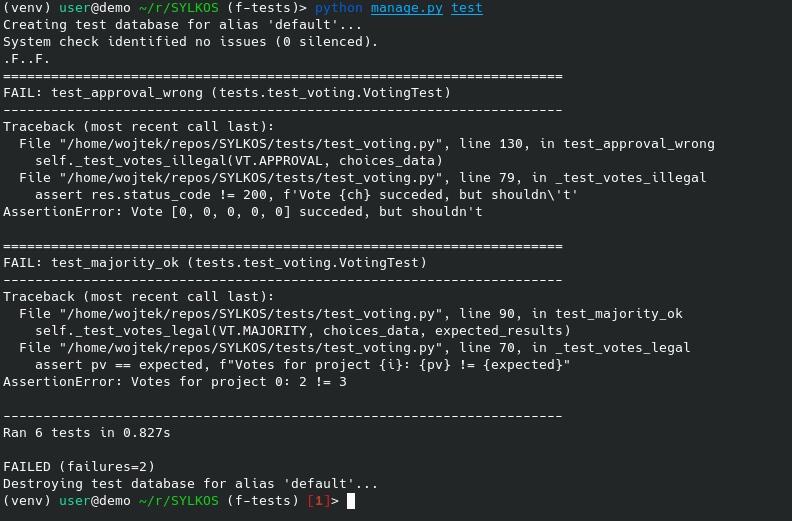 (venv) user@demo ~/r/SYLKOS (f-tests)> python manage.py test
Creating test database for alias 'default'...
System check identified no issues (0 silenced).
.F..F.
======================================================================
FAIL: test_approval_wrong (tests.test_voting.VotingTest)
----------------------------------------------------------------------
Traceback (most recent call last):
  File "/home/wojtek/repos/SYLKOS/tests/test_voting.py", line 130, in test_approval_wrong
    self._test_votes_illegal(VT.APPROVAL, choices_data)
  File "/home/wojtek/repos/SYLKOS/tests/test_voting.py", line 79, in _test_votes_illegal
    assert res.status_code != 200, f'Vote {ch} succeded, but shouldn\'t'
AssertionError: Vote [0, 0, 0, 0, 0] succeded, but shouldn't

======================================================================
FAIL: test_majority_ok (tests.test_voting.VotingTest)
----------------------------------------------------------------------
Traceback (most recent call last):
  File "/home/wojtek/repos/SYLKOS/tests/test_voting.py", line 90, in test_majority_ok
    self._test_votes_legal(VT.MAJORITY, choices_data, expected_results)
  File "/home/wojtek/repos/SYLKOS/tests/test_voting.py", line 70, in _test_votes_legal
    assert pv == expected, f"Votes for project {i}: {pv} != {expected}"
AssertionError: Votes for project 0: 2 != 3

----------------------------------------------------------------------
Ran 6 tests in 0.827s

FAILED (failures=2)
Destroying test database for alias 'default'...
(venv) user@demo ~/r/SYLKOS (f-tests) [1]>